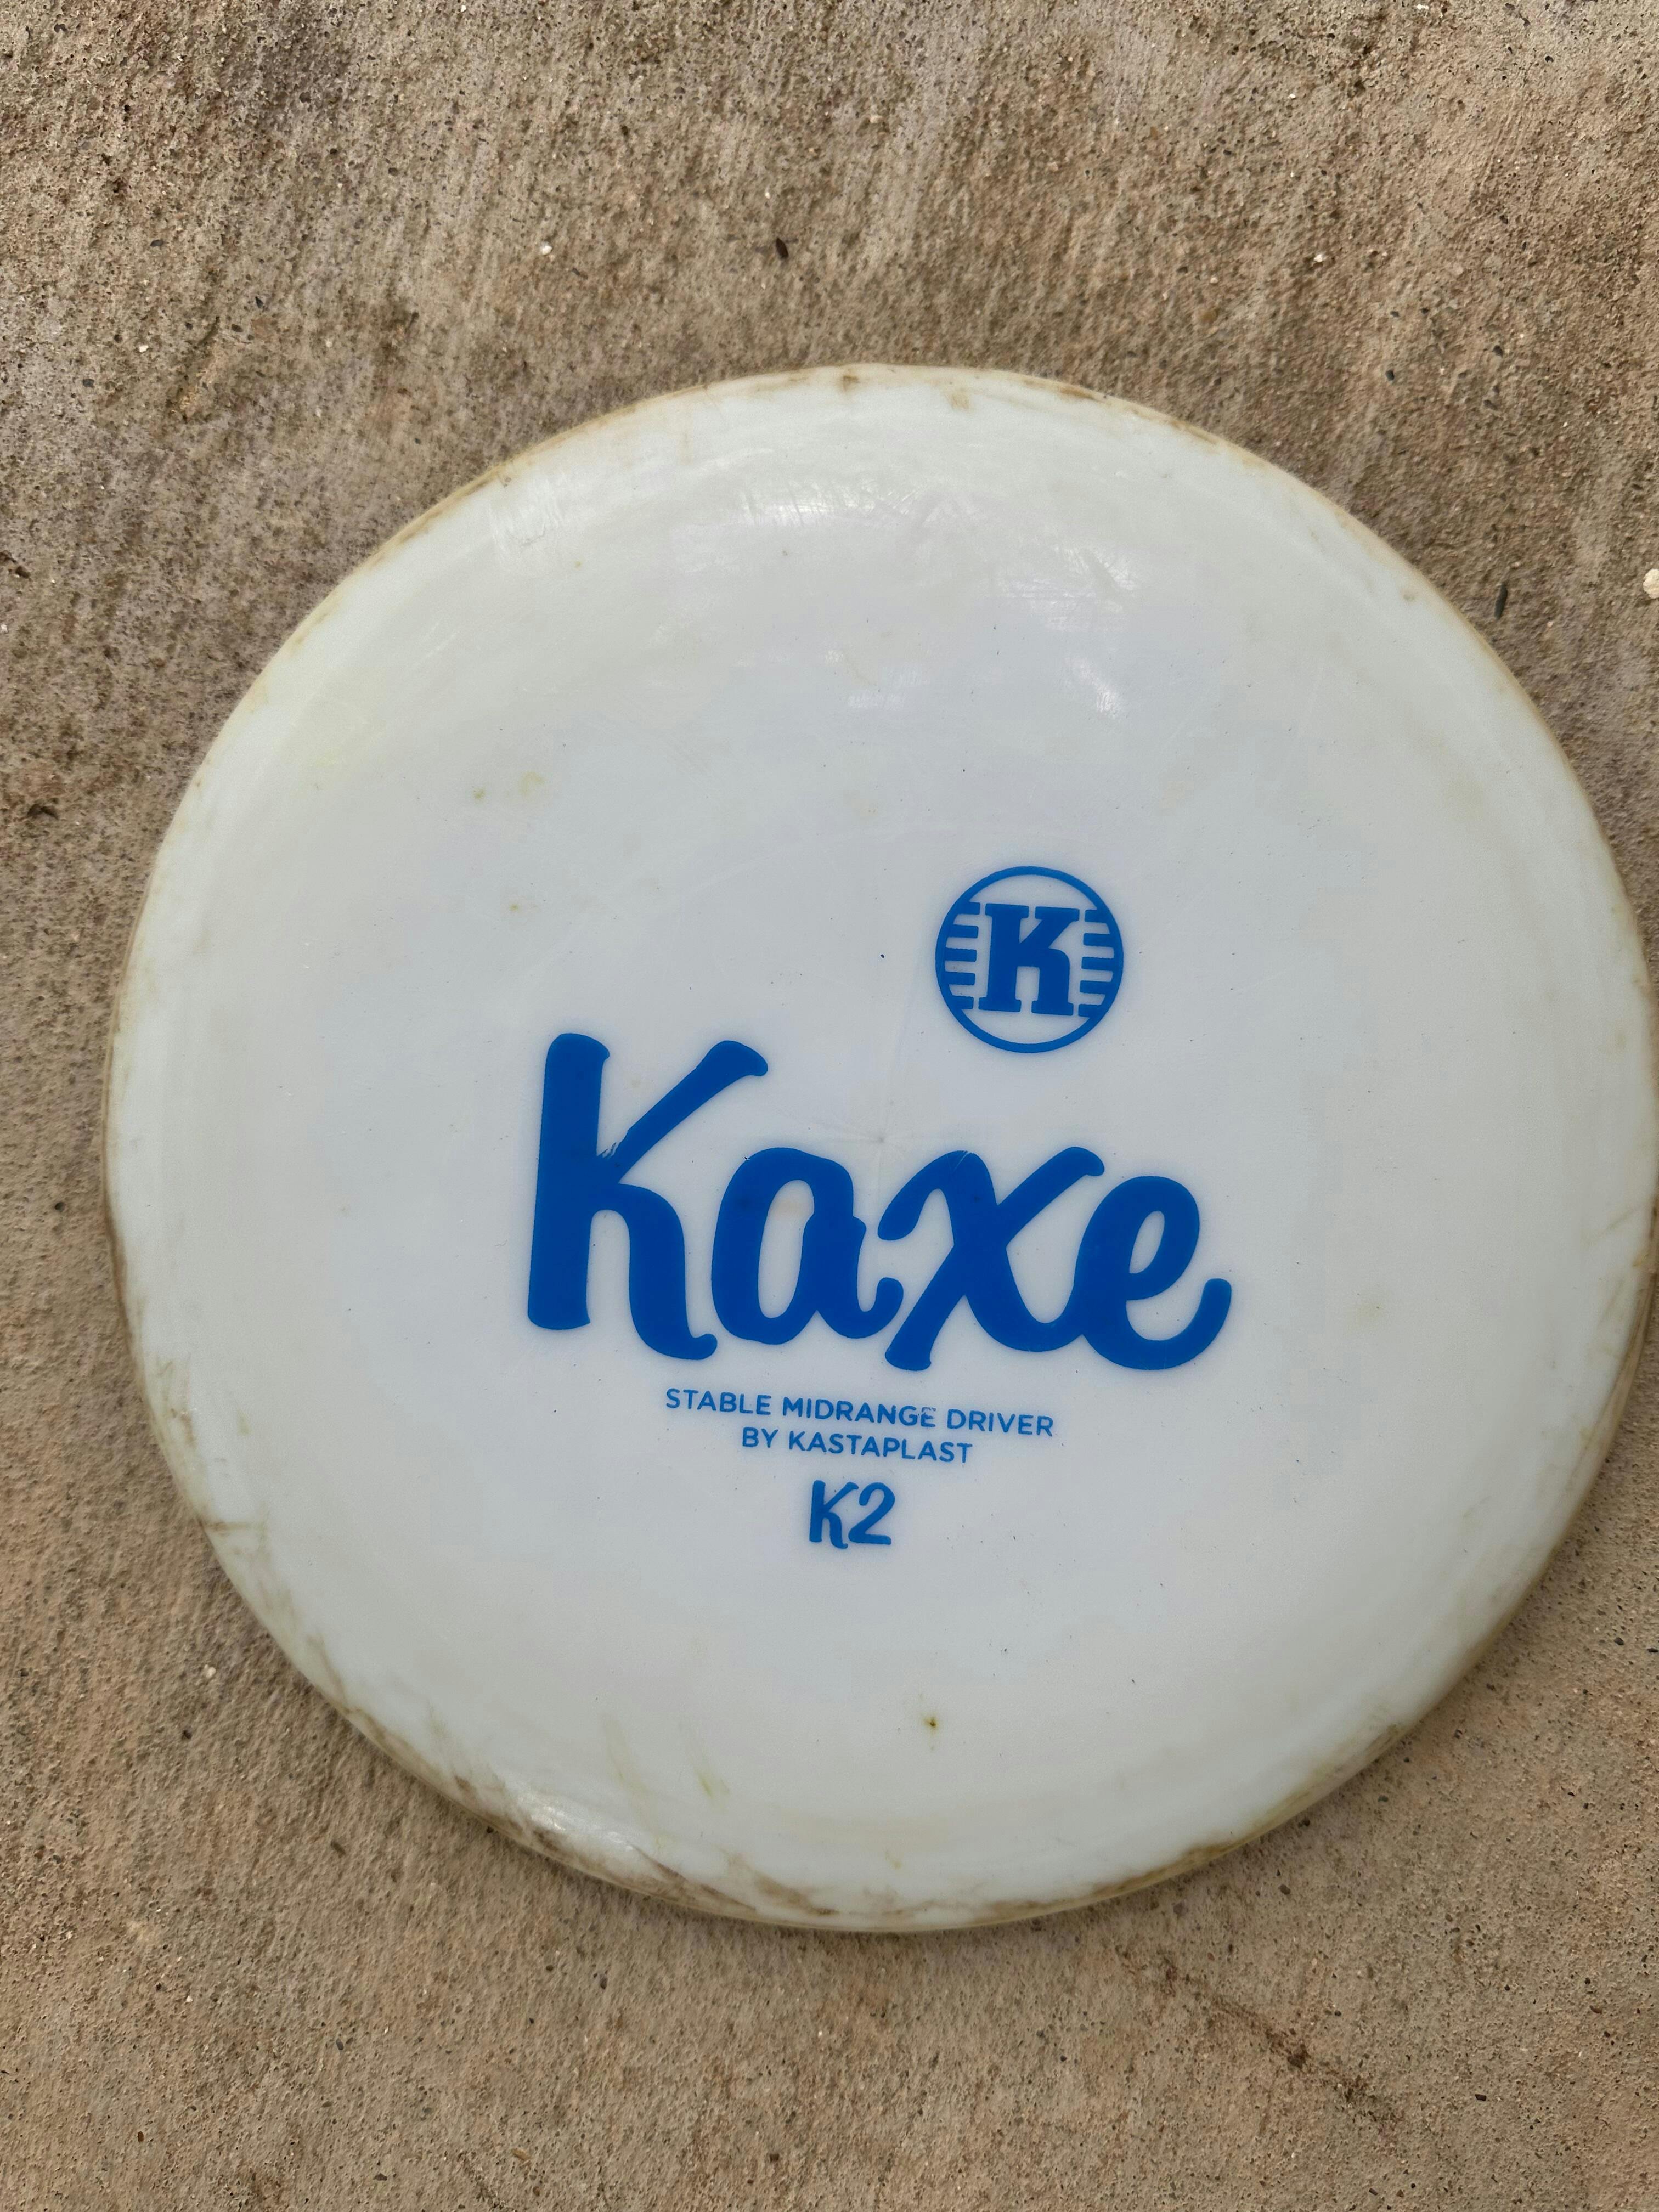 K
Kaxe
STABLE MIDRANGE DRIVER
BY KASTAPLAST
K2